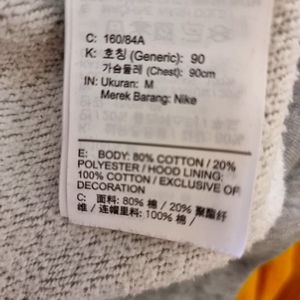 C: 160/84A
K: 호칭 (Generic): 90
가슴둘레 (Chest): 90cm
IN: Ukuran: M
Merek Barang: Nike
E: BODY: 80% COTTON / 20%
POLYESTER / HOOD LINING:
100% COTTON / EXCLUSIVE OF
DECORATION
C: 面料: 80% 棉 / 20% 聚酯纤
维 / 连帽里料: 100% 棉 /